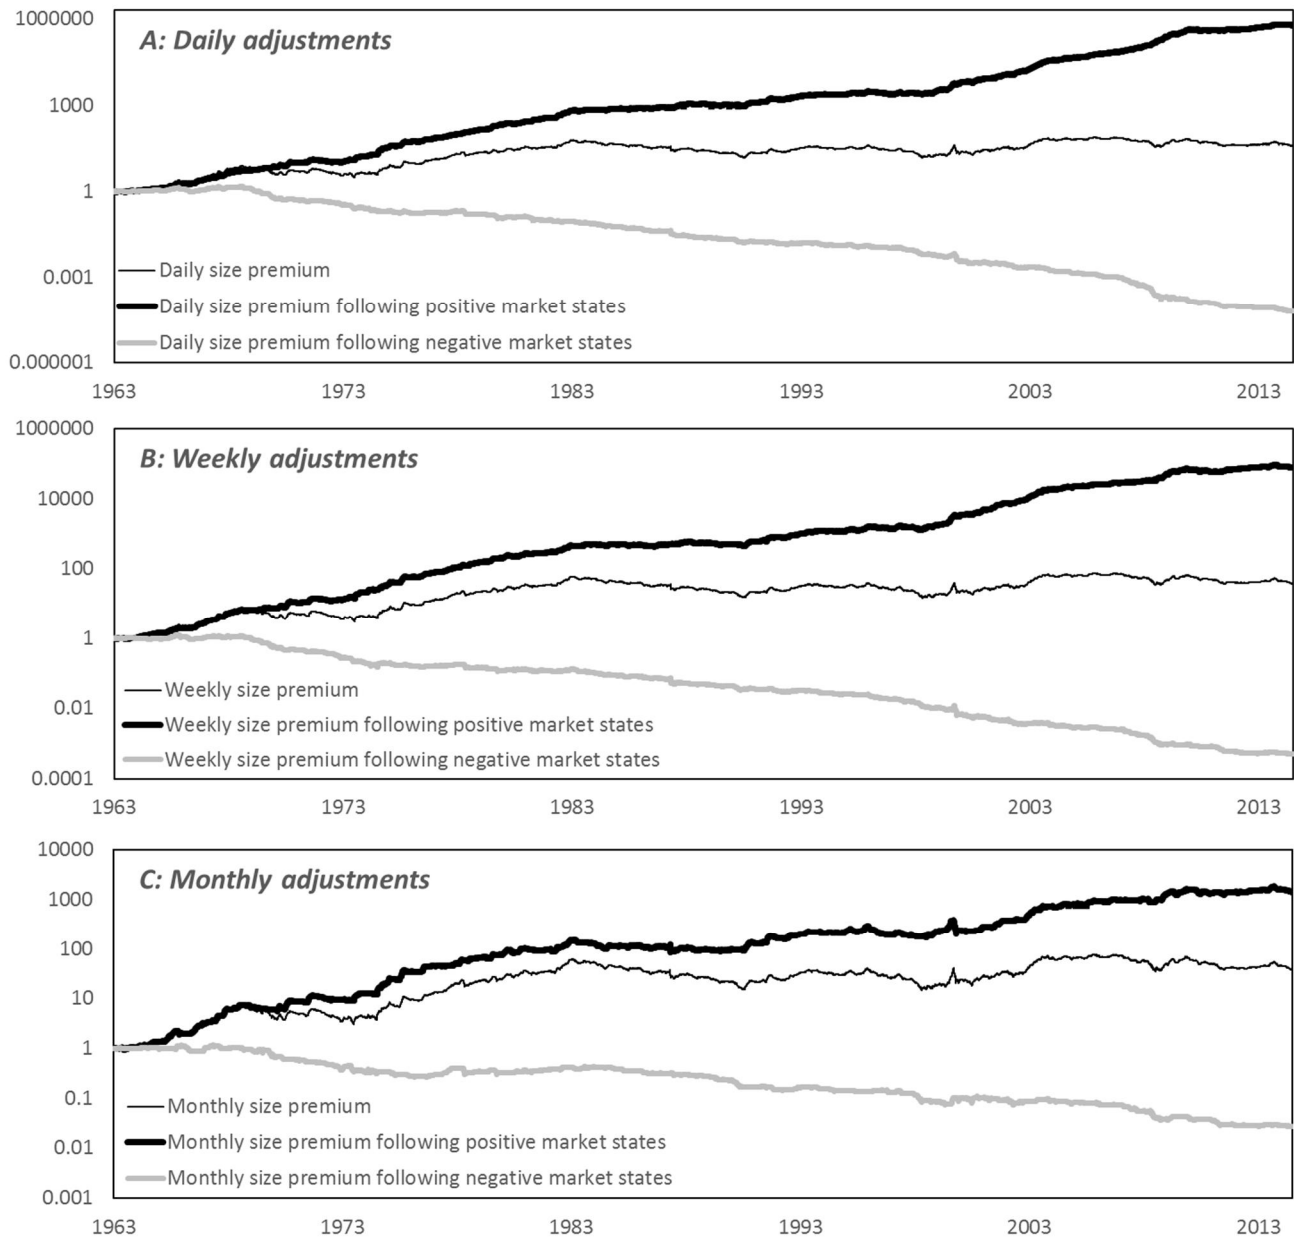 1000000
A: Daily adjustments
1000
1
Daily size premium
0.001
Daily size premium following positive market states
Daily size premium following negative market states
0.000001
1963 1973 1983 1993 2003 2013
1000000
B: Weekly adjustments
10000
100
1
Weekly size premium
0.01
Weekly size premium following positive market states
Weekly size premium following negative market states
0.0001
1963 1973 1983 1993 2003 2013
10000
C: Monthly adjustments
1000
100
10
1
0.1
Monthly size premium
Monthly size premium following positive market states
0.01
Monthly size premium following negative market states
0.001
1963 1973 1983 1993 2003 2013